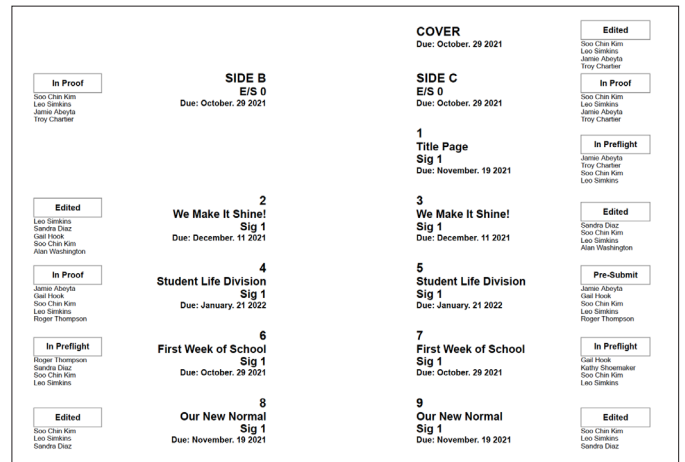 COVER
Due: October. 29 2021
Edited
Soo Chin Kim
Leo Simkins
Jamie Abeyta
Troy Chartier
In Proof
Soo Chin Kim
Leo Simkins
Jamie Abeyta
Troy Chartier
SIDE B
E/S 0
Due: October. 29 2021
SIDE C
E/S 0
Due: October. 29 2021
In Proof
Soo Chin Kim
Leo Simkins
Jamie Abeyta
Troy Chartier
1
Title Page
Sig 1
Due: November. 19 2021
In Preflight
Jamie Abeyta
Troy Chartier
Soo Chin Kim
Leo Simkins
Edited
Leo Simkins
Sandra Diaz
Gail Hook
Soo Chin Kim
Alan Washington
2
We Make It Shine!
Sig 1
Due: December. 11 2021
3
We Make It Shine!
Sig 1
Due: December. 11 2021
Edited
Sandra Diaz
Soo Chin Kim
Leo Simkins
Alan Washington
In Proof
Jamie Abeyta
Gail Hook
Soo Chin Kim
Leo Simkins
Roger Thompson
4
Student Life Division
Sig 1
Due: January. 21 2022
5
Student Life Division
Sig 1
Due: January. 21 2022
Pre-Submit
Jamie Abeyta
Gail Hook
Soo Chin Kim
Leo Simkins
Roger Thompson
In Preflight
Roger Thompson
Sandra Diaz
Soo Chin Kim
Leo Simkins
6
First Week of School
Sig 1
Due: October. 29 2021
7
First Week of School
Sig 1
Due: October. 29 2021
In Preflight
Gail Hook
Kathy Shoemaker
Soo Chin Kim
Leo Simkins
Edited
Soo Chin Kim
Leo Simkins
Sandra Diaz
8
Our New Normal
Sig 1
Due: November. 19 2021
9
Our New Normal
Sig 1
Due: November. 19 2021
Edited
Soo Chin Kim
Leo Simkins
Sandra Diaz